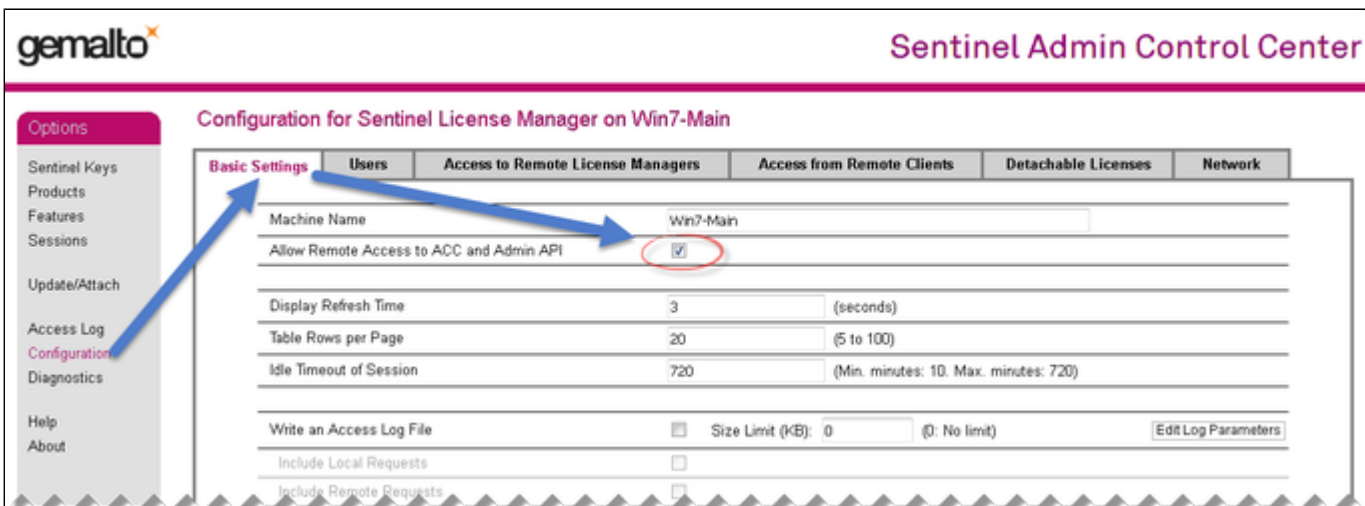 gemalto
Sentinel Admin Control Center
Options
Sentinel Keys
Products
Features
Sessions
Update/Attach
Access Log
Configuration
Diagnostics
Help
About
Configuration for Sentinel License Manager on Win7-Main
Basic Settings Users Access to Remote License Managers Access from Remote Clients Detachable Licenses Network
Machine Name Win7-Main
Allow Remote Access to ACC and Admin API
Display Refresh Time 3 (seconds)
Table Rows per Page 20 (5 to 100)
Idle Timeout of Session 720 (Min. minutes: 10. Max. minutes: 720)
Write an Access Log File Size Limit (KB): 0 (0: No limit) Edit Log Parameters
Include Local Requests
Include Remote Requests